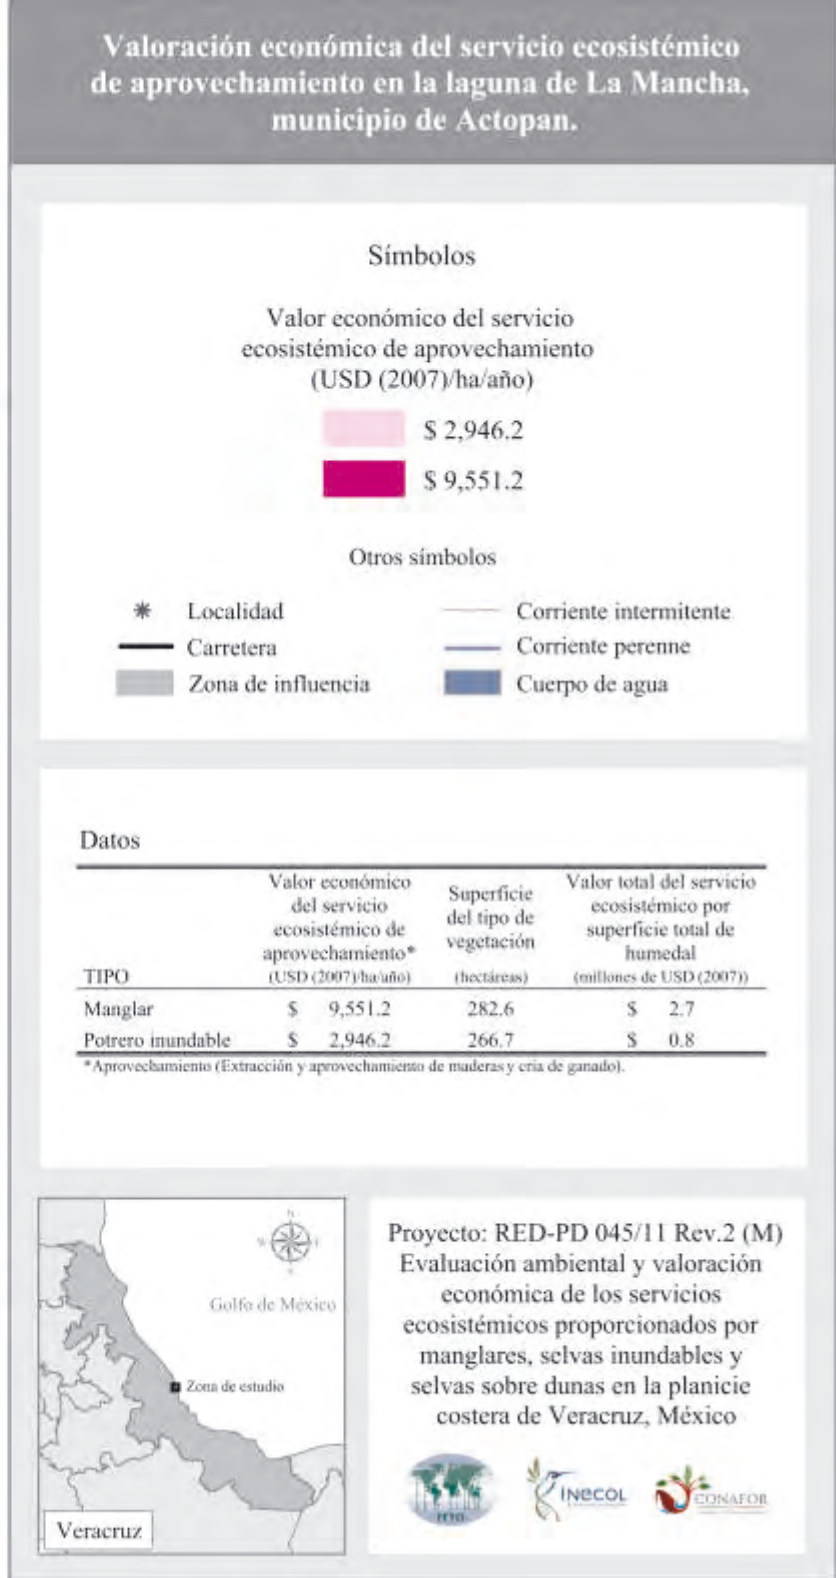 Valoración económica del servicio ecosistémico
de aprovechamiento en la laguna de La Mancha,
municipio de Actopan.
Símbolos
Valor económico del servicio
ecosistémico de aprovechamiento
(USD (2007)/ha/año)
$ 2,946.2
$ 9,551.2
Otros símbolos
Localidad
Corriente intermitente
Carretera
Corriente perenne
Zona de influencia
Cuerpo de agua
Datos
TIPO
Valor económico
del servicio
ecosistémico de
aprovechamiento*
(USD (2007)/ha/año)
Superficie
del tipo de
vegetación
(hectáreas)
Valor total del servicio
ecosistémico por
superficie total de
humedal
(millones de USD (2007))
Manglar $ 9,551.2 282.6 $ 2.7
Potrero inundable $ 2,946.2 266.7 $ 0.8
*Aprovechamiento (Extracción y aprovechamiento de maderas y cría de ganado).
N
Golfo de México
Zona de estudio
Veracruz
Proyecto: RED-PD 045/11 Rev.2 (M)
Evaluación ambiental y valoración
económica de los servicios
ecosistémicos proporcionados por
manglares, selvas inundables y
selvas sobre dunas en la planicie
costera de Veracruz, México
INECOL
CONAFOR